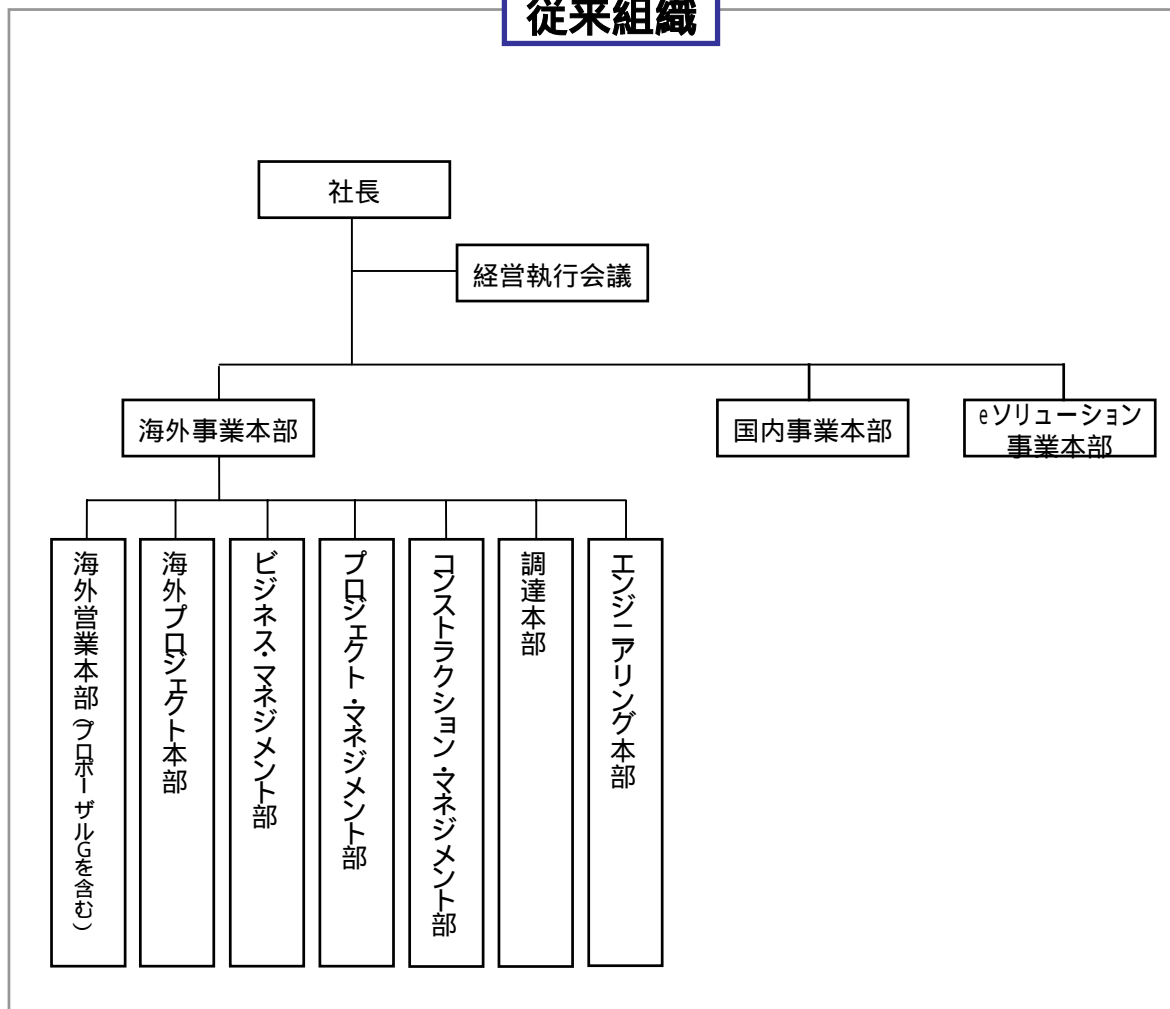 従来組織
社長
経営執行会議
海外事業本部
国内事業本部
eソリューション
事業本部
海外営業本部(プロポーザルGを含む)
海外プロジェクト本部
ビジネス・マネジメント部
プロジェクト・マネジメント部
コンストラクション・マネジメント部
調達本部
エンジニアリング本部